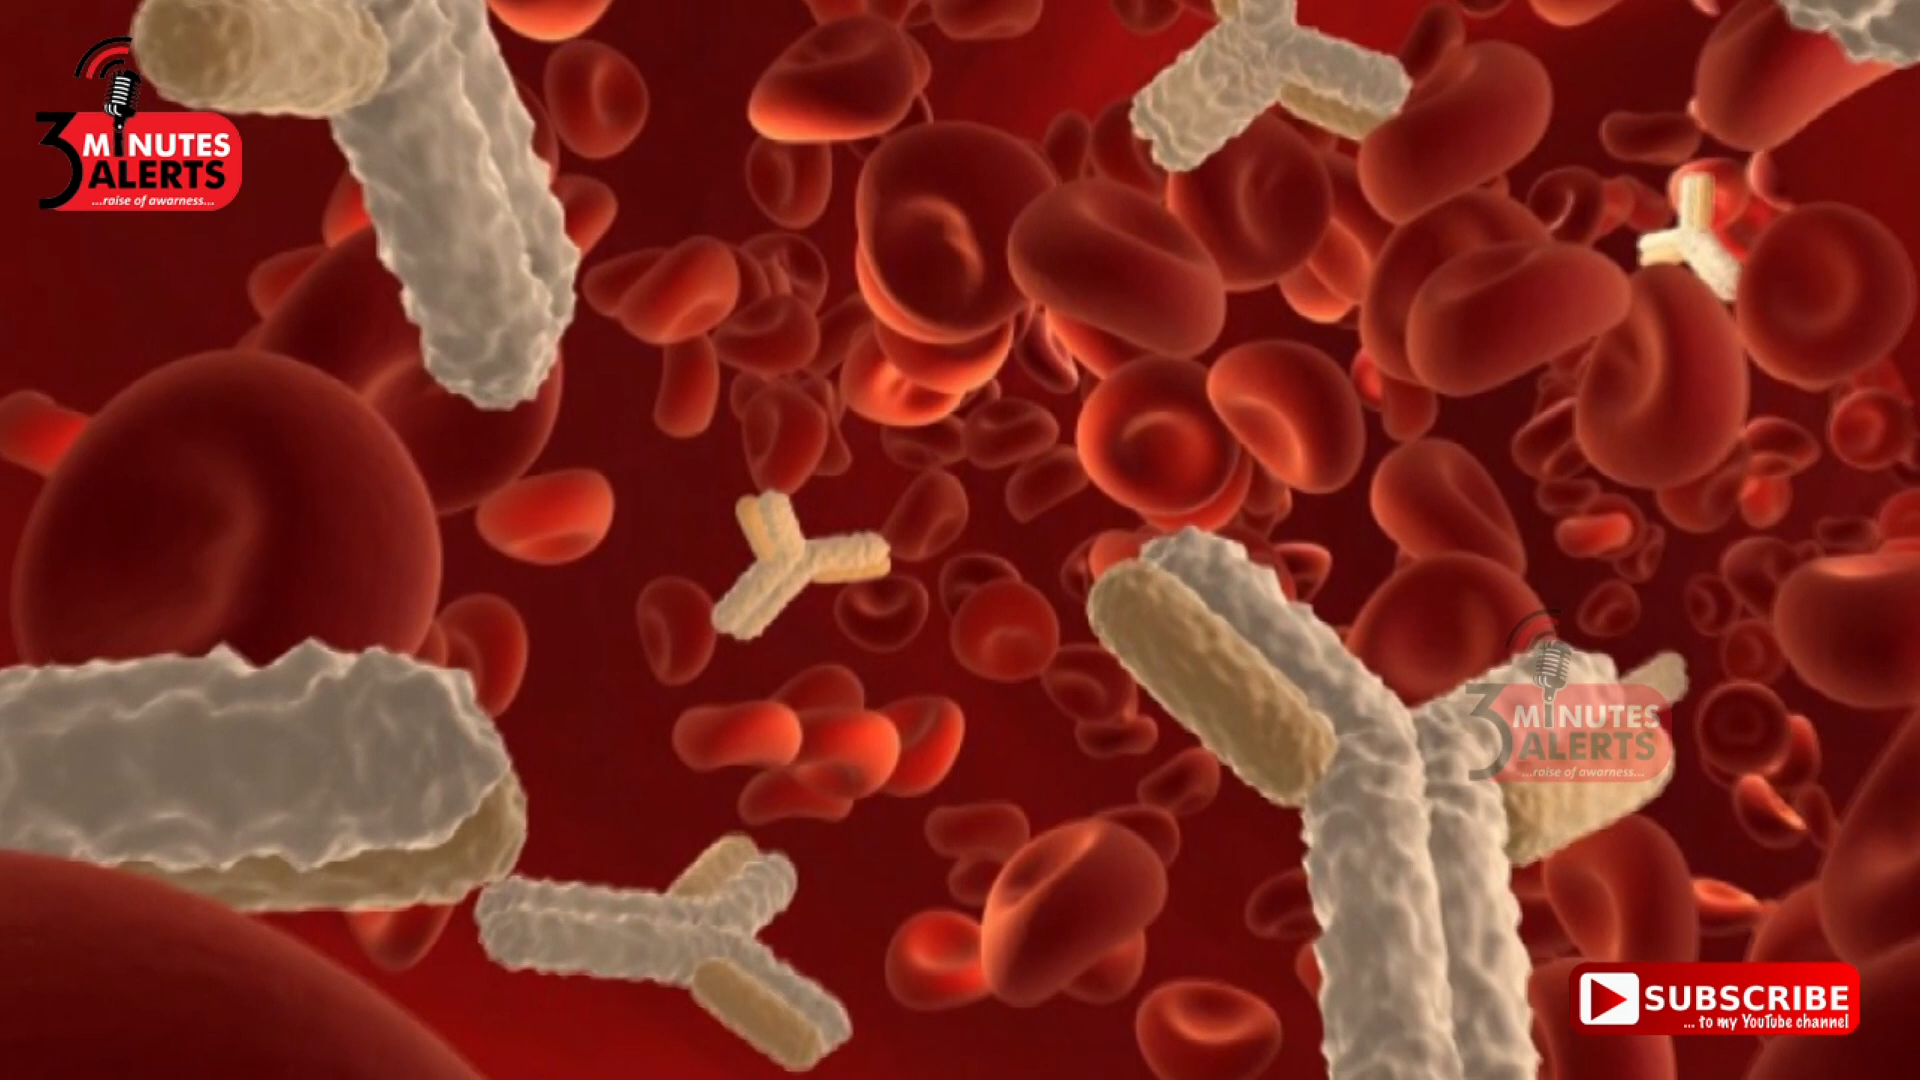 3 MINUTES
ALERTS
...raise of awarness...
3 MINUTES
ALERTS
...raise of awarness...
SUBSCRIBE
... to my YouTube channel